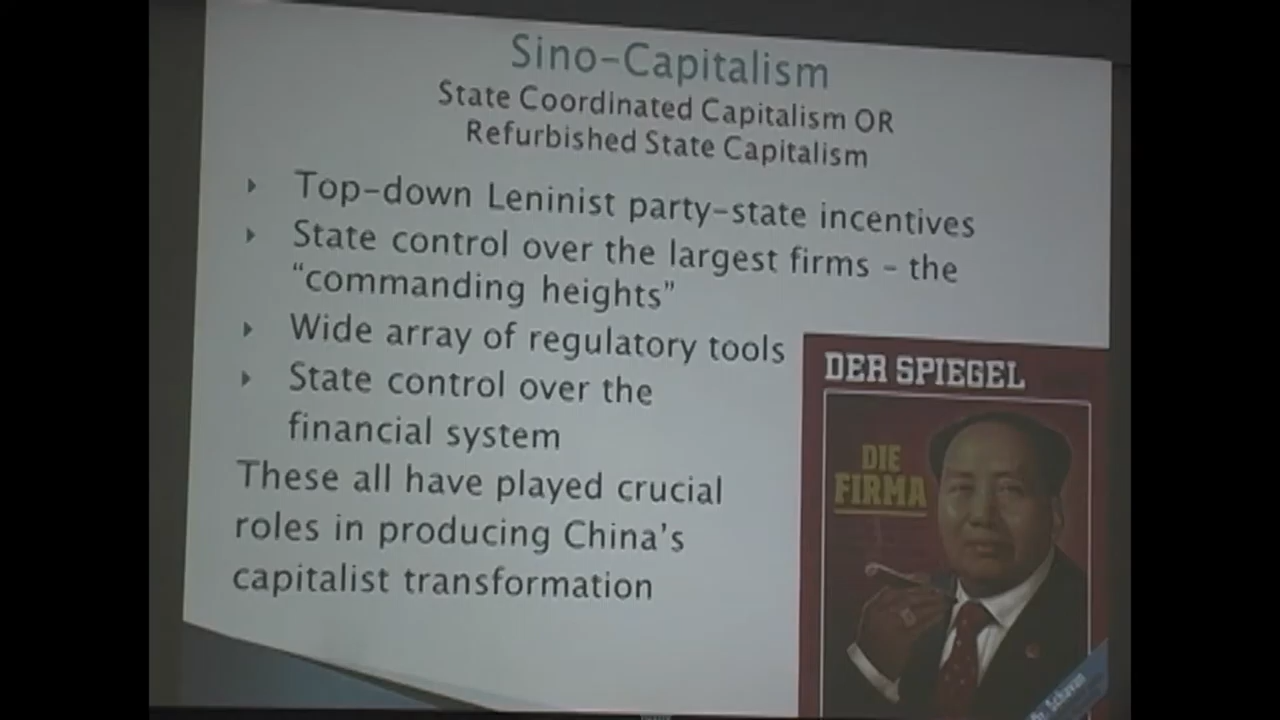 Sino-Capitalism
State Coordinated Capitalism OR
Refurbished State Capitalism
Top-down Leninist party-state incentives
State control over the largest firms – the
“commanding heights”
Wide array of regulatory tools
State control over the
financial system
These all have played crucial
roles in producing China's
capitalist transformation
DER SPIEGEL
DIE
FIRMA
Schavan